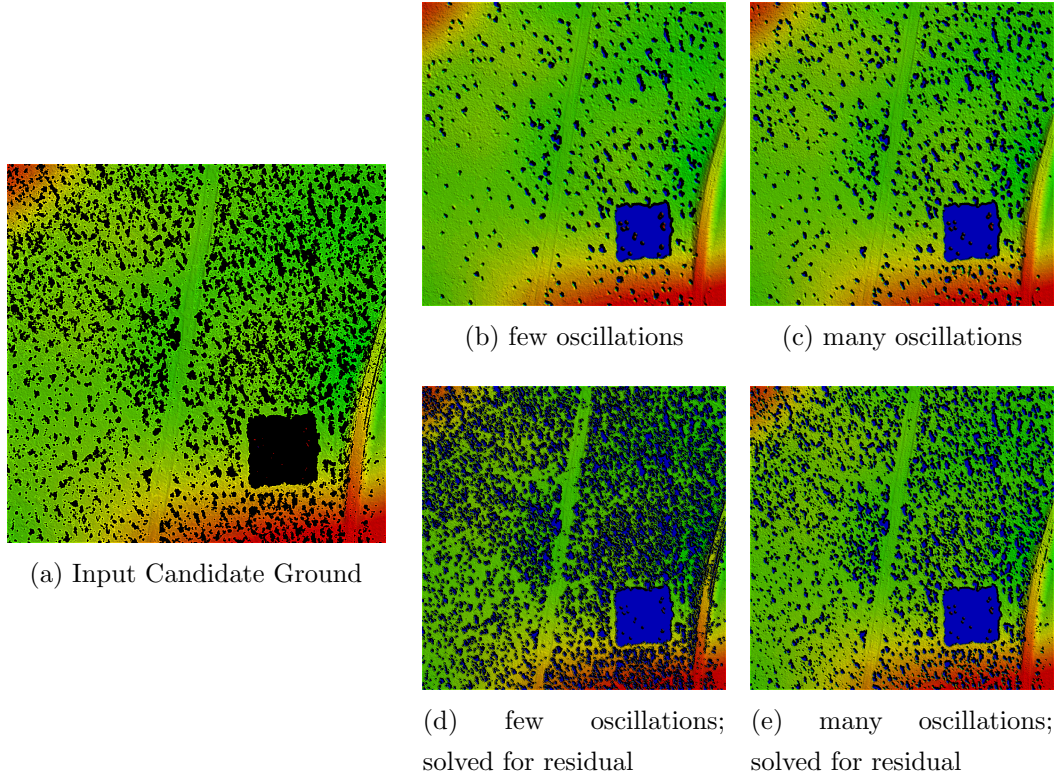 (a) Input Candidate Ground
(b) few oscillations
(c) many oscillations
(d) few oscillations;
solved for residual
(e) many oscillations;
solved for residual